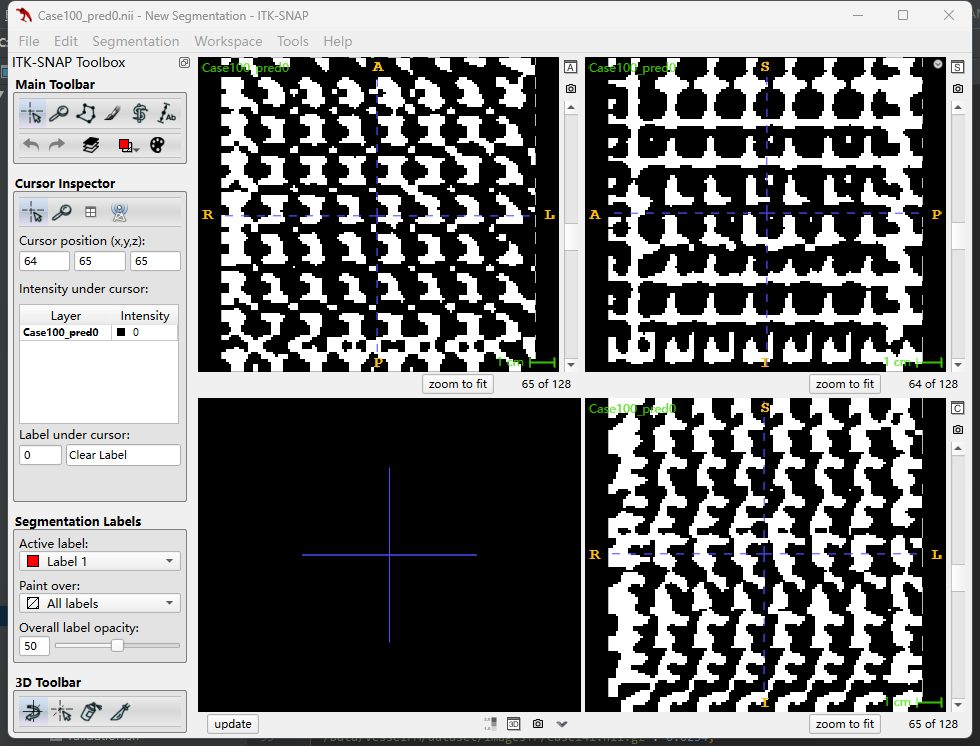 Case100_pred0.nii - New Segmentation - ITK-SNAP
File Edit Segmentation Workspace Tools Help
ITK-SNAP Toolbox
Main Toolbar
Cursor Inspector
Cursor position (x,y,z):
64 65 65
Intensity under cursor:
Layer Intensity
Case100_pred0 0
Label under cursor:
0 Clear Label
Segmentation Labels
Active label:
Label 1
Paint over:
All labels
Overall label opacity:
50
3D Toolbar
Case100_pred0
A
R
L
P
1 cm
A
zoom to fit 65 of 128
Case100_pred0
S
A
P
I
1 cm
S
zoom to fit 64 of 128
update
3D
Case100_pred0
S
R
L
I
1 cm
C
zoom to fit 65 of 128